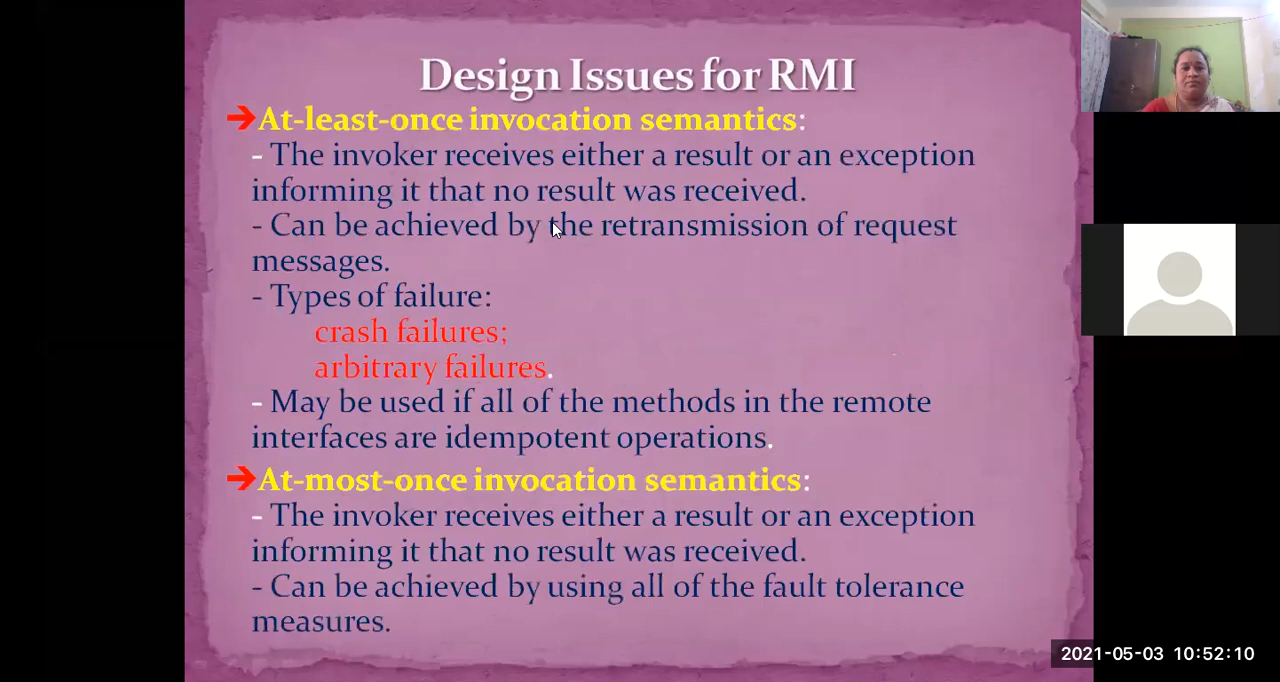 Design Issues for RMI
➔At-least-once invocation semantics:
- The invoker receives either a result or an exception
informing it that no result was received.
- Can be achieved by the retransmission of request
messages.
- Types of failure:
crash failures;
arbitrary failures.
- May be used if all of the methods in the remote
interfaces are idempotent operations.
➔At-most-once invocation semantics:
- The invoker receives either a result or an exception
informing it that no result was received.
- Can be achieved by using all of the fault tolerance
measures.
2021-05-03 10:52:10